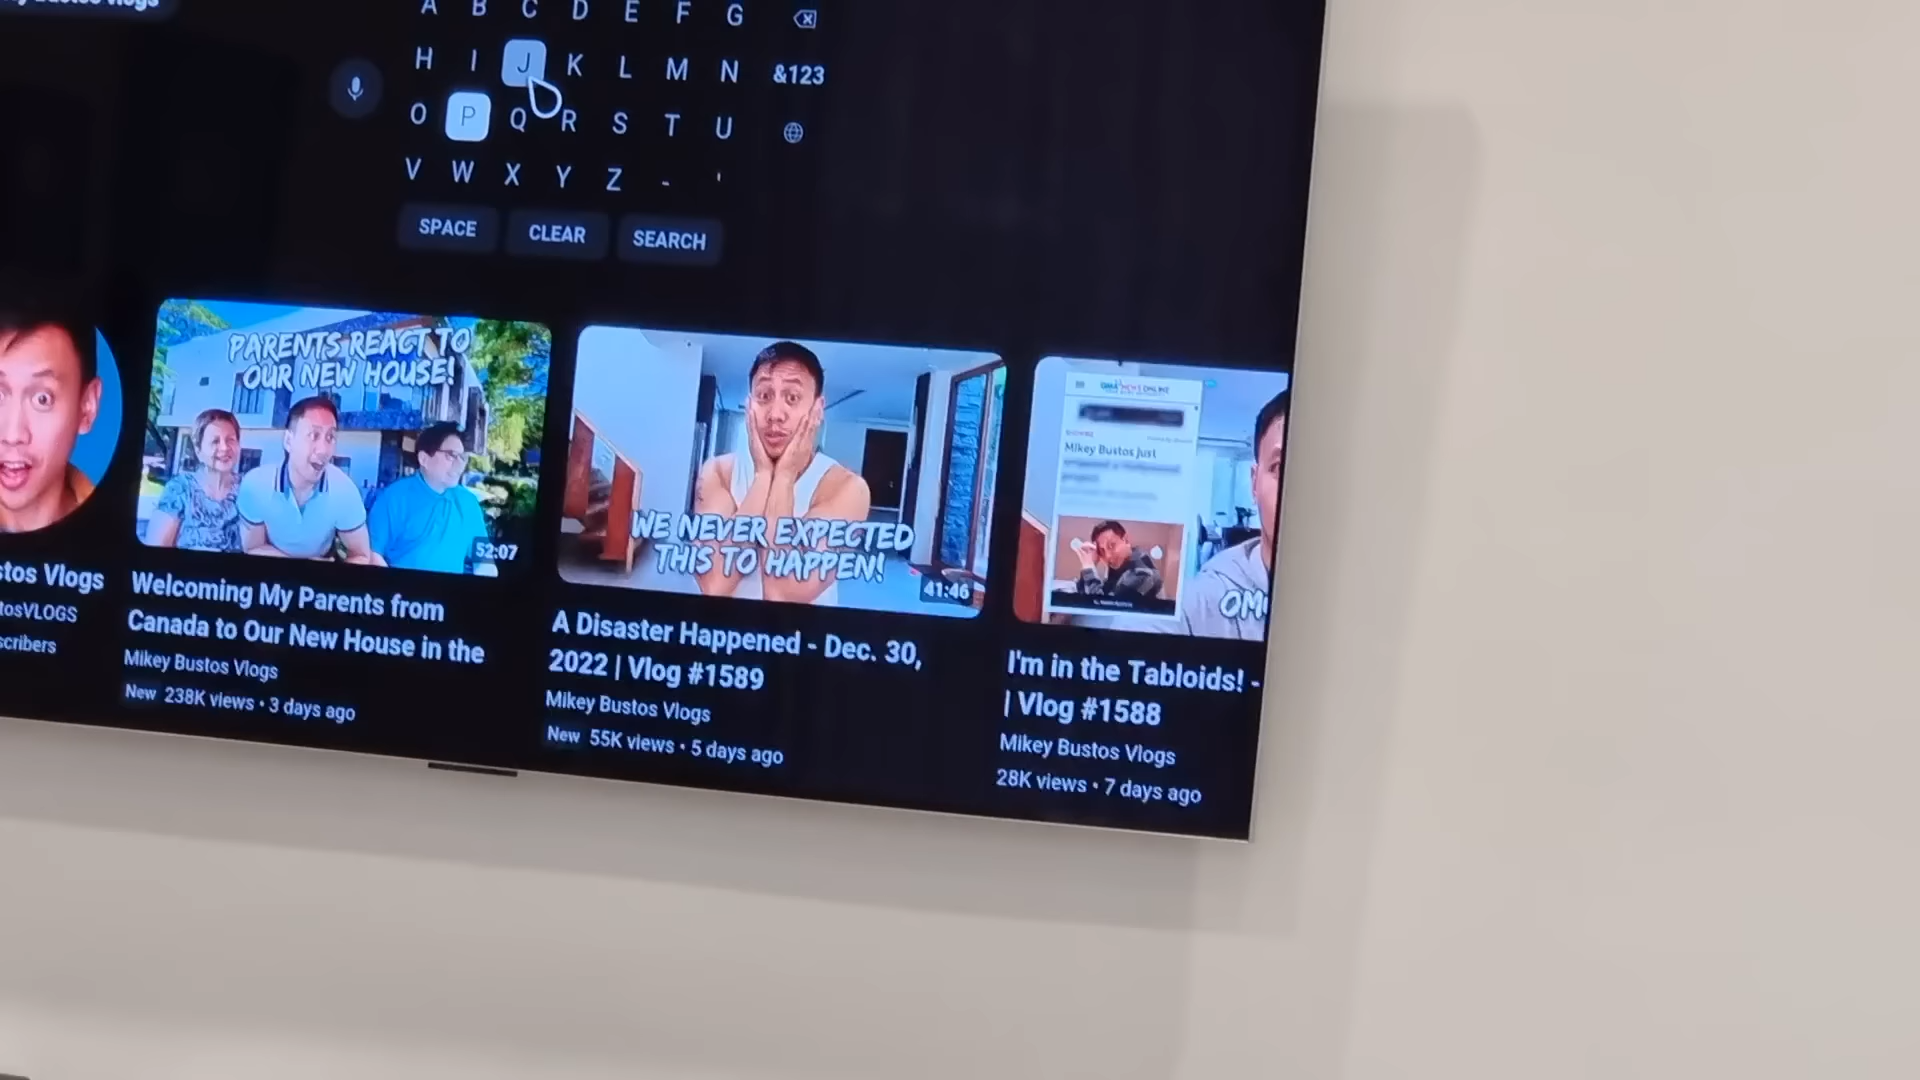 A B C D E F G
H I J K L M N &123
O P Q R S T U
V W X Y Z - '
SPACE CLEAR SEARCH
PARENTS REACT TO
OUR NEW HOUSE!
52:07
WE NEVER EXPECTED
THIS TO HAPPEN!
41:46
GMA NEWS ONLINE
Mikey Bustos Just
OM
stos Vlogs
tosVLOGS
scribers
Welcoming My Parents from
Canada to Our New House in the
Mikey Bustos Vlogs
New 238K views • 3 days ago
A Disaster Happened - Dec. 30,
2022 | Vlog #1589
Mikey Bustos Vlogs
New 55K views • 5 days ago
I'm in the Tabloids! -
| Vlog #1588
Mikey Bustos Vlogs
28K views • 7 days ago